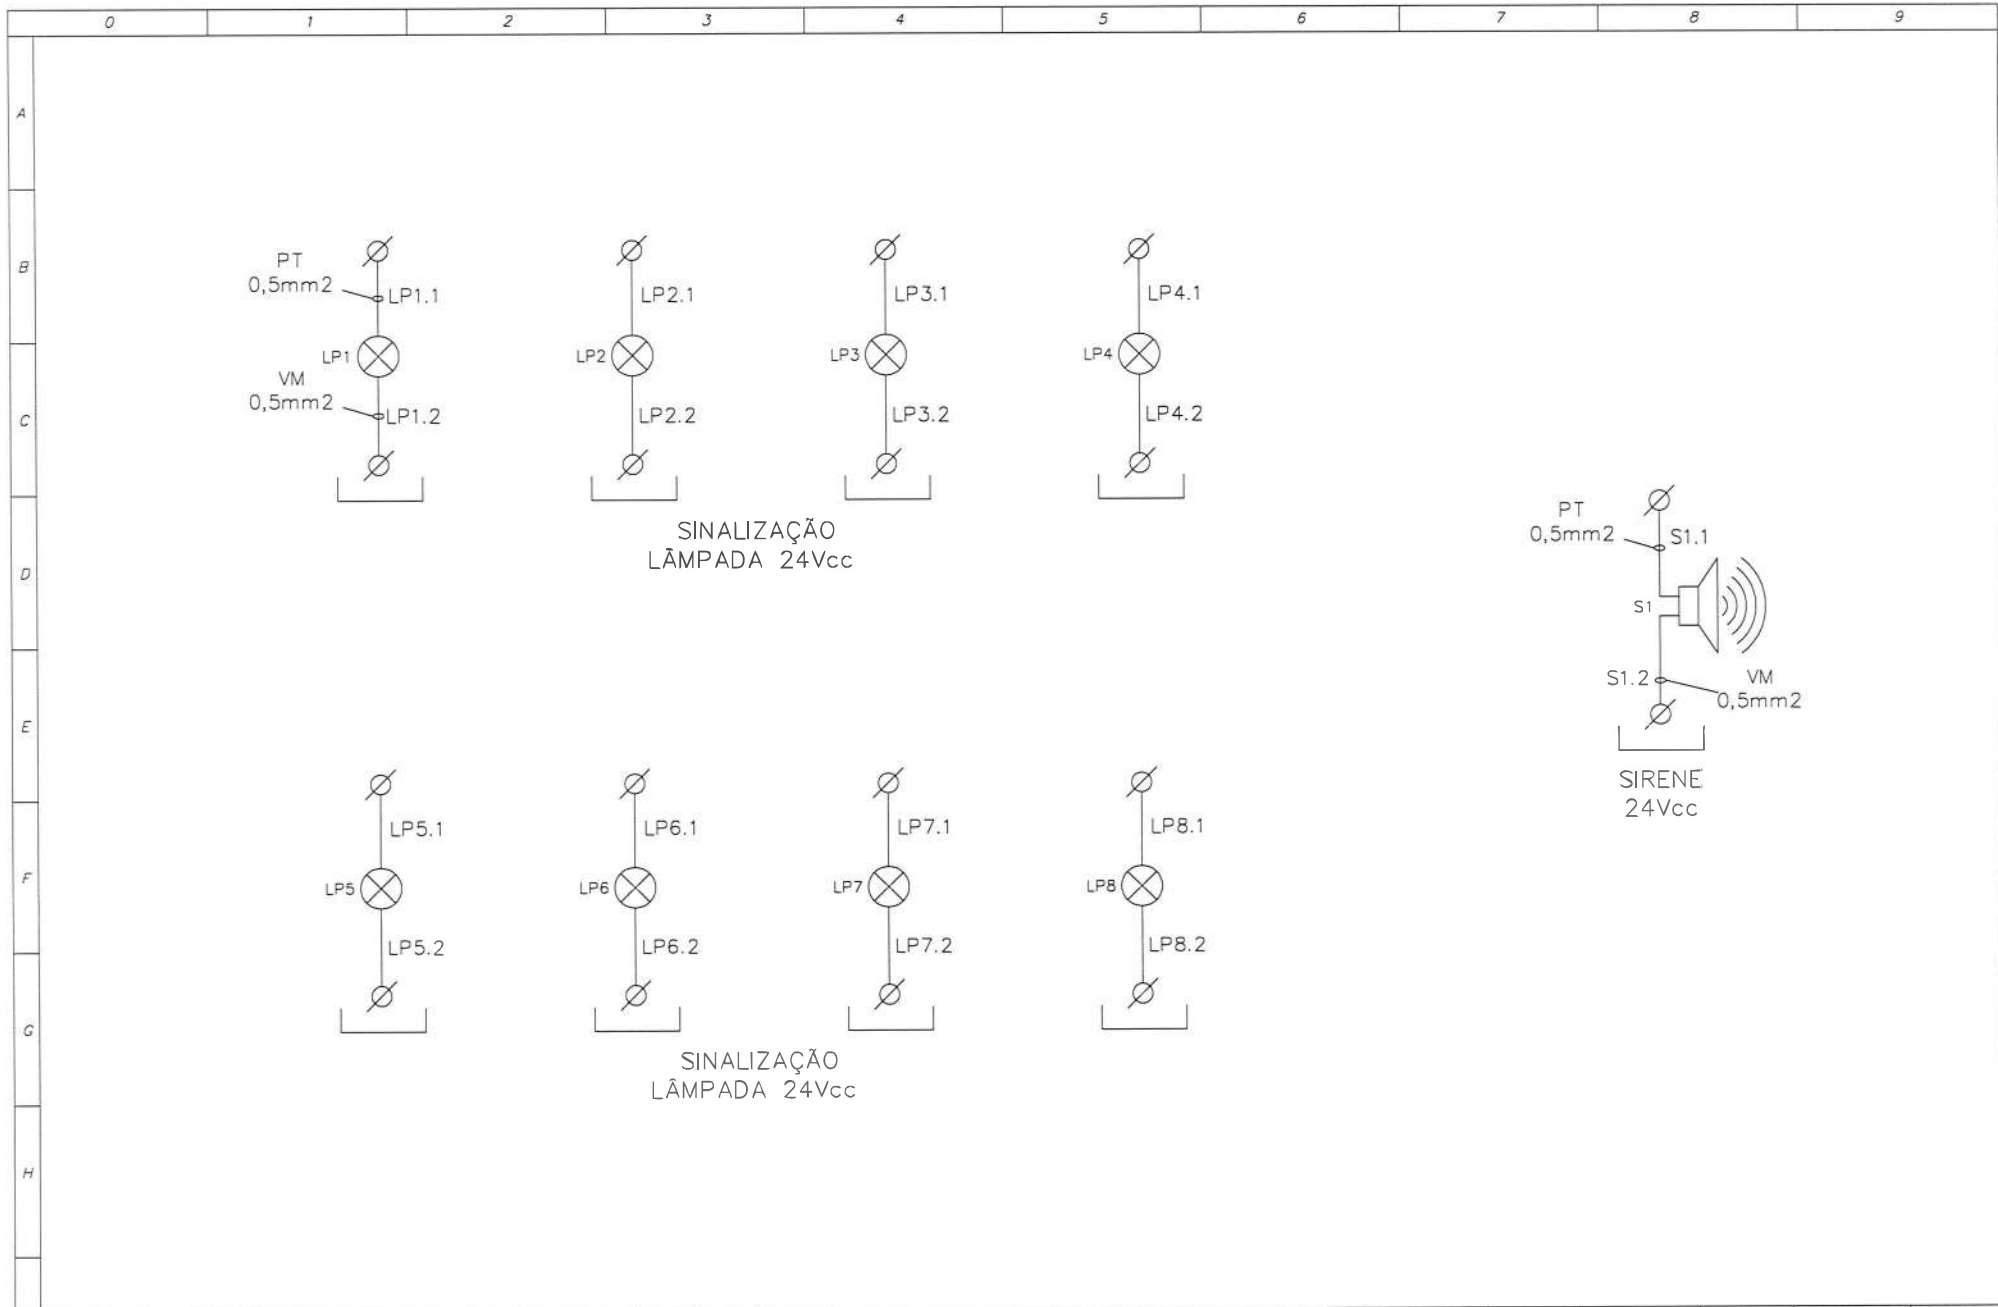 0 1 2 3 4 5 6 7 8 9
A
B
C
D
E
F
G
H
PT
0,5mm2
LP1.1
LP1
VM
0,5mm2
LP1.2
LP2.1
LP2
LP2.2
LP3.1
LP3
LP3.2
LP4.1
LP4
LP4.2
SINALIZAÇÃO
LÂMPADA 24Vcc
PT
0,5mm2
S1.1
S1
S1.2
VM
0,5mm2
SIRENE
24Vcc
LP5.1
LP5
LP5.2
LP6.1
LP6
LP6.2
LP7.1
LP7
LP7.2
LP8.1
LP8
LP8.2
SINALIZAÇÃO
LÂMPADA 24Vcc